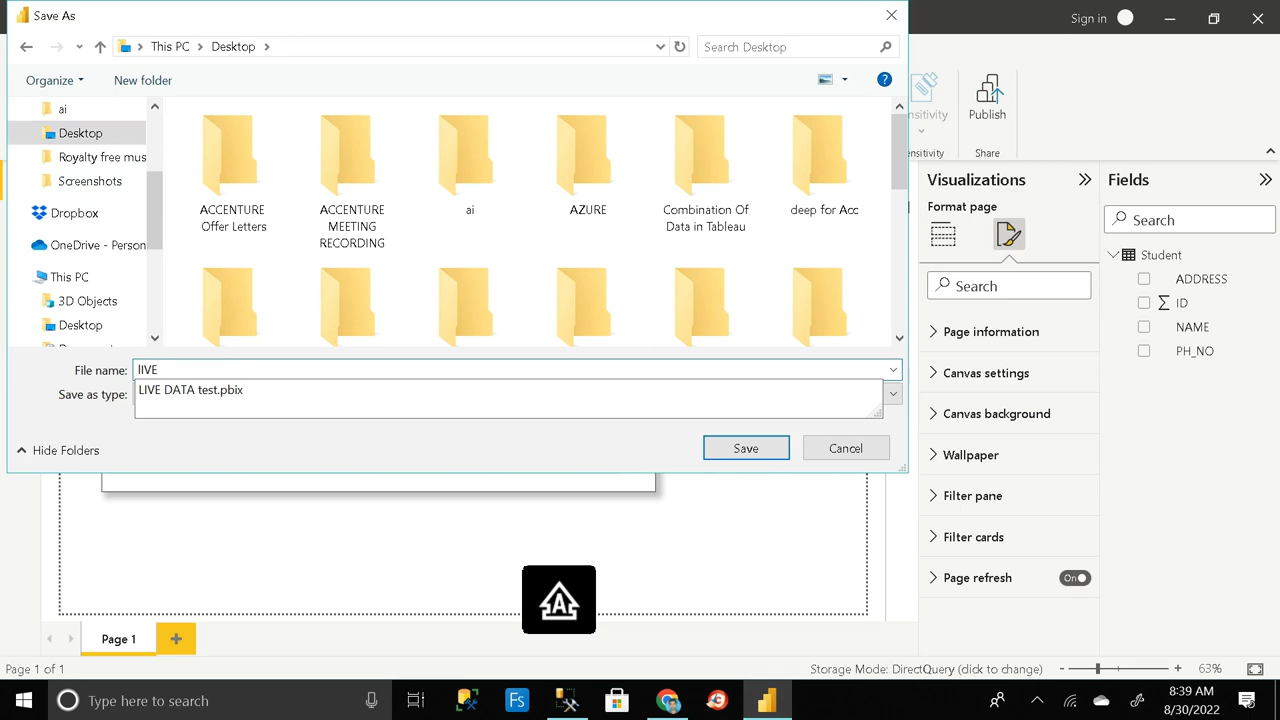 Save As
Sign in
This PC
Desktop
Search Desktop
Organize
New folder
ai
Desktop
Royalty free mus
Screenshots
Dropbox
OneDrive - Person
This PC
3D Objects
Desktop
ACCENTURE
Offer Letters
ACCENTURE
MEETING
RECORDING
ai
AZURE
Combination Of
Data in Tableau
deep for Acc
File name:
lIVE
Save as type:
LIVE DATA test.pbix
Hide Folders
Save
Cancel
nsitivity
Publish
ensitivity
Share
Visualizations
Format page
Search
Page information
Canvas settings
Canvas background
Wallpaper
Filter pane
Filter cards
Page refresh
On
Fields
Search
Student
ADDRESS
ID
NAME
PH_NO
A
Page 1
Page 1 of 1
Storage Mode: DirectQuery (click to change)
63%
Type here to search
Fs
8:39 AM
8/30/2022